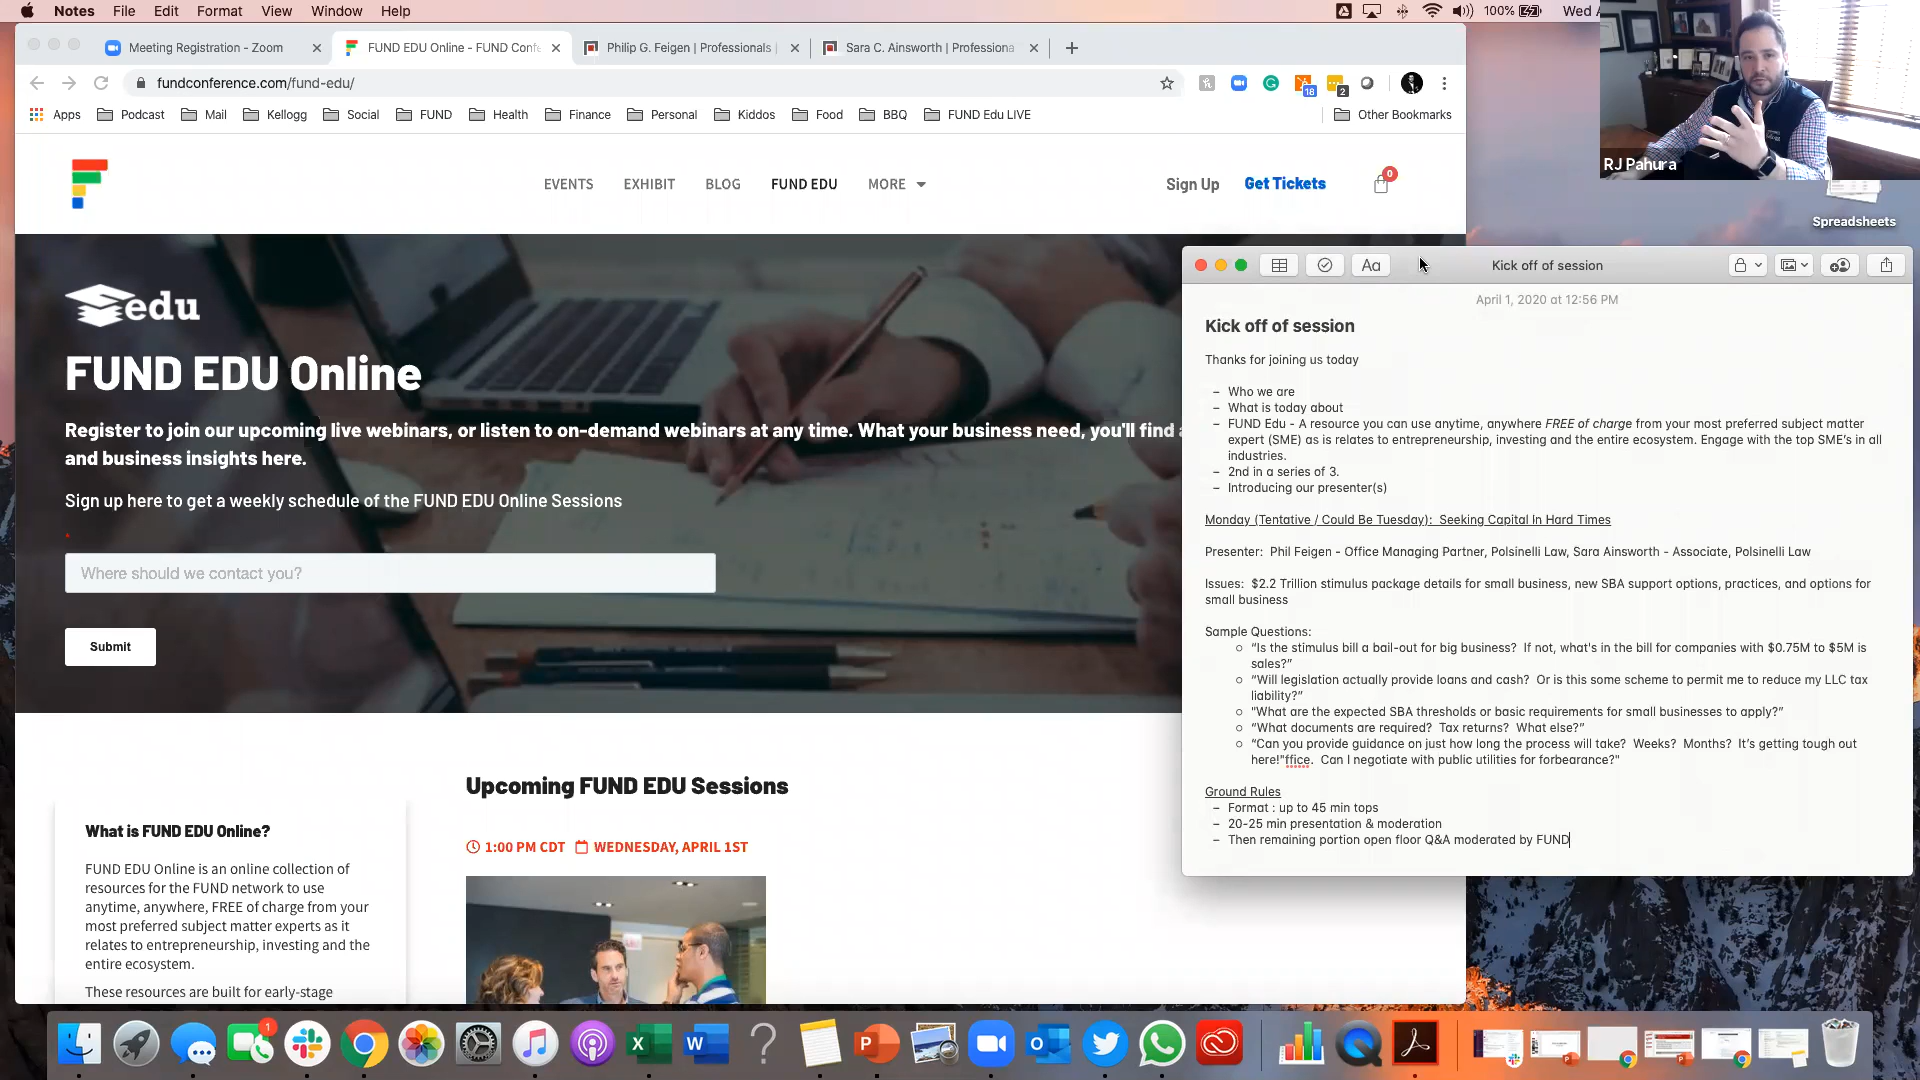 Notes File Edit Format View Window Help
100% Wed A
Meeting Registration - Zoom
FUND EDU Online - FUND Confe
Philip G. Feigen | Professionals |
Sara C. Ainsworth | Professiona
fundconference.com/fund-edu/
18
2
Apps Podcast Mail Kellogg Social FUND Health Finance Personal Kiddos Food BBQ FUND Edu LIVE Other Bookmarks
RJ Pahura
Spreadsheets
EVENTS EXHIBIT BLOG FUND EDU MORE Sign Up Get Tickets 0
edu
FUND EDU Online
Register to join our upcoming live webinars, or listen to on-demand webinars at any time. What your business need, you'll find a
and business insights here.
Sign up here to get a weekly schedule of the FUND EDU Online Sessions
*
Where should we contact you?
Submit
What is FUND EDU Online?
FUND EDU Online is an online collection of
resources for the FUND network to use
anytime, anywhere, FREE of charge from your
most preferred subject matter experts as it
relates to entrepreneurship, investing and the
entire ecosystem.
These resources are built for early-stage
Upcoming FUND EDU Sessions
1:00 PM CDT WEDNESDAY, APRIL 1ST
Aa
Kick off of session
April 1, 2020 at 12:56 PM
Kick off of session
Thanks for joining us today
– Who we are
– What is today about
– FUND Edu - A resource you can use anytime, anywhere FREE of charge from your most preferred subject matter
expert (SME) as is relates to entrepreneurship, investing and the entire ecosystem. Engage with the top SME's in all
industries.
– 2nd in a series of 3.
– Introducing our presenter(s)
Monday (Tentative / Could Be Tuesday): Seeking Capital In Hard Times
Presenter: Phil Feigen - Office Managing Partner, Polsinelli Law, Sara Ainsworth - Associate, Polsinelli Law
Issues: $2.2 Trillion stimulus package details for small business, new SBA support options, practices, and options for
small business
Sample Questions:
○ “Is the stimulus bill a bail-out for big business? If not, what's in the bill for companies with $0.75M to $5M is
sales?”
○ “Will legislation actually provide loans and cash? Or is this some scheme to permit me to reduce my LLC tax
liability?”
○ "What are the expected SBA thresholds or basic requirements for small businesses to apply?”
○ “What documents are required? Tax returns? What else?”
○ “Can you provide guidance on just how long the process will take? Weeks? Months? It’s getting tough out
here!"ffice. Can I negotiate with public utilities for forbearance?"
Ground Rules
– Format : up to 45 min tops
– 20-25 min presentation & moderation
– Then remaining portion open floor Q&A moderated by FUND
1
X
W
?
P
O